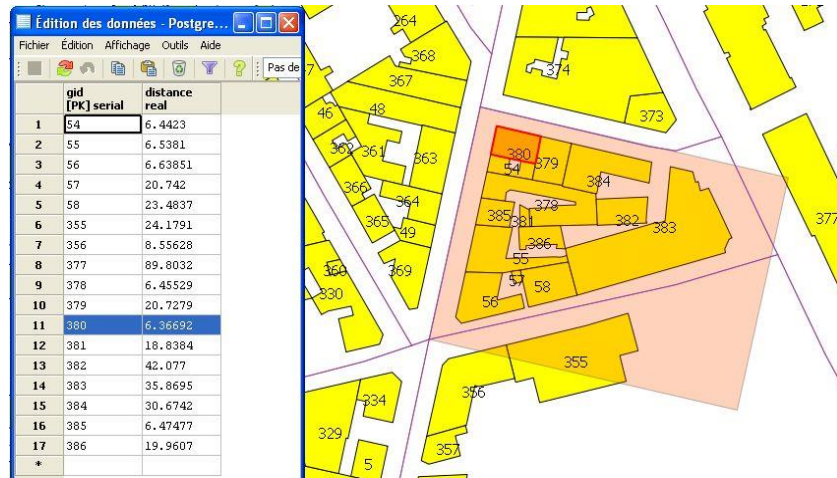 Édition des données - Postgre...
Fichier Édition Affichage Outils Aide
Pas de
gid distance
[PK] serial real
1 54 6.4423
2 55 6.5381
3 56 6.63851
4 57 20.742
5 58 23.4837
6 355 24.1791
7 356 8.55628
8 377 89.8032
9 378 6.45529
10 379 20.7279
11 380 6.36692
12 381 18.8384
13 382 42.077
14 383 35.8695
15 384 30.6742
16 385 6.47477
17 386 19.9607
*
264
368
374
367
46
48
373
362
361
363
380
379
54
366
384
364
378
365
385
381
382
383
377
49
386
360
369
55
330
57
58
56
355
356
334
329
357
5